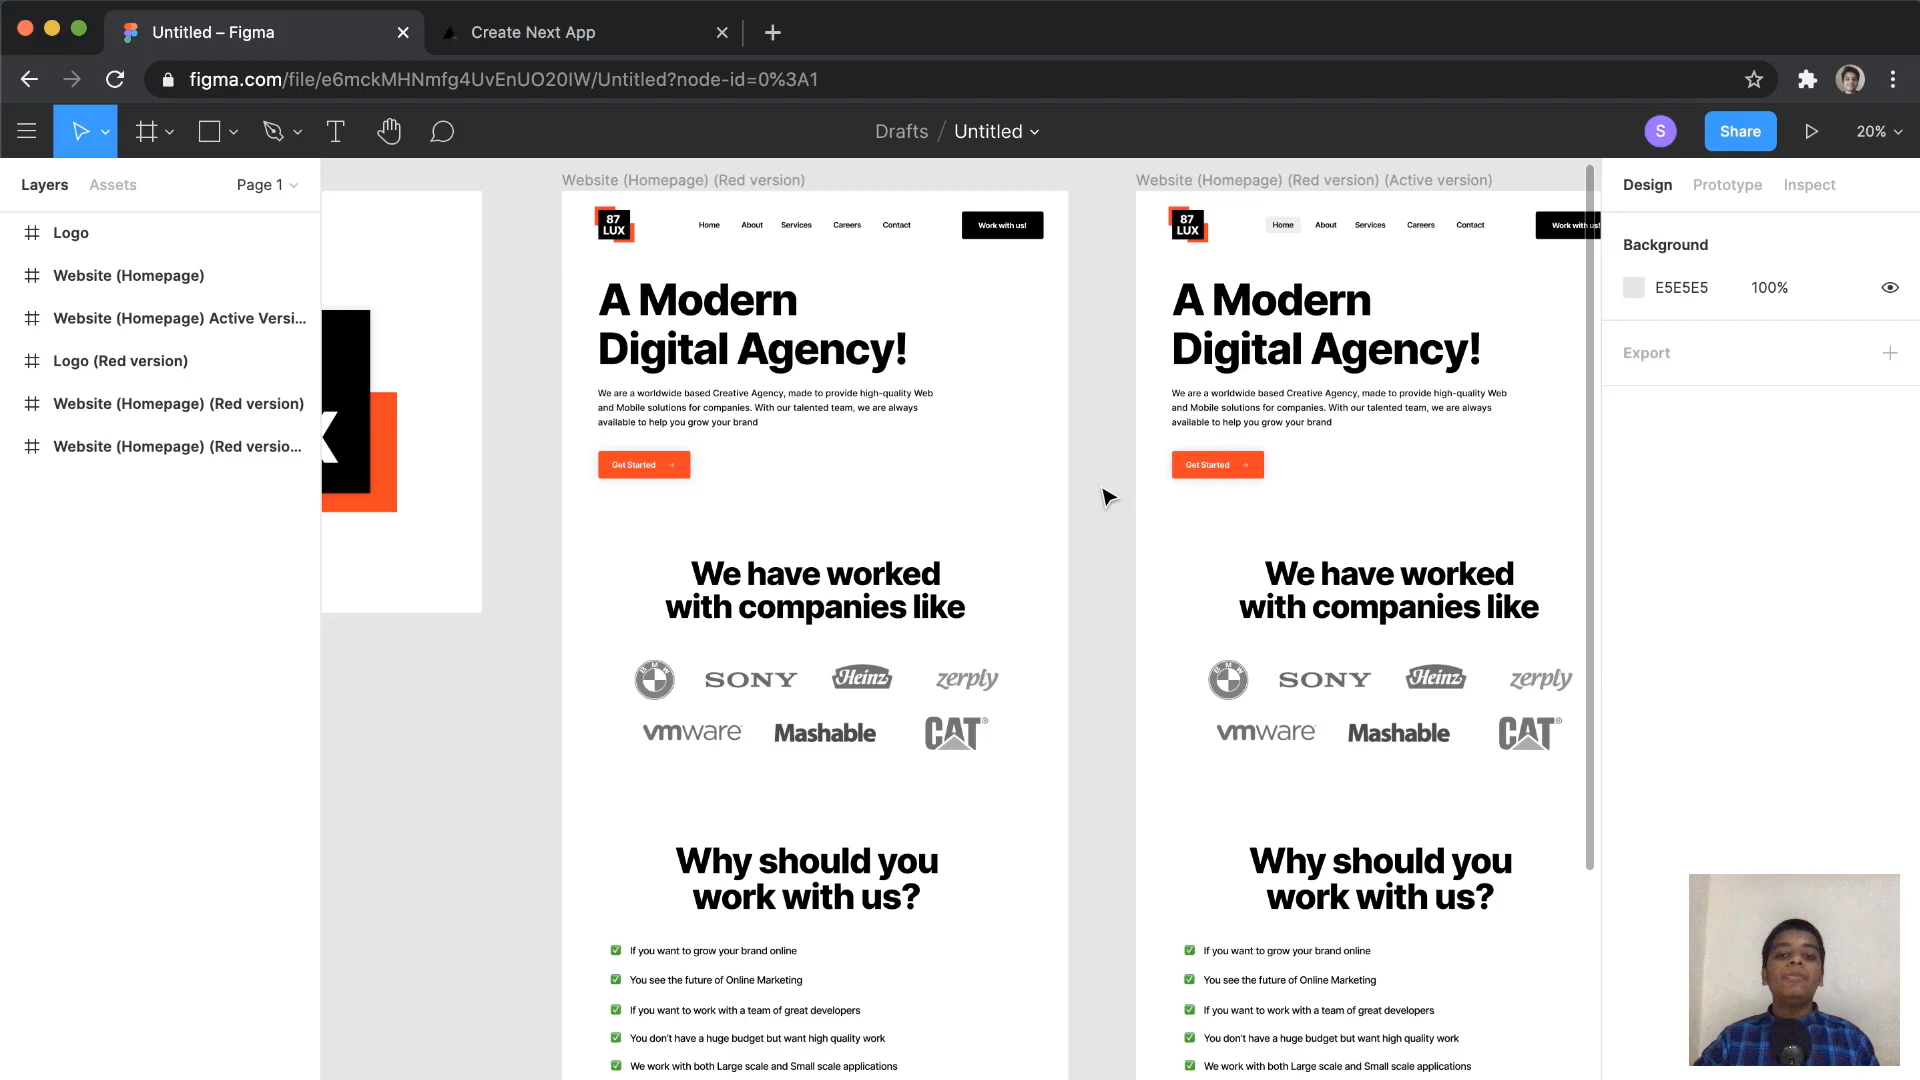 Untitled – Figma
Create Next App
figma.com/file/e6mckMHNmfg4UvEnUO20IW/Untitled?node-id=0%3A1
Drafts / Untitled
S
Share
20%
Layers
Assets
Page 1
Logo
Website (Homepage)
Website (Homepage) Active Versi...
Logo (Red version)
Website (Homepage) (Red version)
Website (Homepage) (Red versio...
Website (Homepage) (Red version)
87
LUX
Home About Services Careers Contact
Work with us!
A Modern
Digital Agency!
We are a worldwide based Creative Agency, made to provide high-quality Web
and Mobile solutions for companies. With our talented team, we are always
available to help you grow your brand
Get Started →
We have worked
with companies like
BMW SONY Heinz zerply
vmware Mashable CAT®
Why should you
work with us?
If you want to grow your brand online
You see the future of Online Marketing
If you want to work with a team of great developers
You don't have a huge budget but want high quality work
We work with both Large scale and Small scale applications
Website (Homepage) (Red version) (Active version)
87
LUX
Home About Services Careers Contact
Work with us!
A Modern
Digital Agency!
We are a worldwide based Creative Agency, made to provide high-quality Web
and Mobile solutions for companies. With our talented team, we are always
available to help you grow your brand
Get Started →
We have worked
with companies like
BMW SONY Heinz zerply
vmware Mashable CAT®
Why should you
work with us?
If you want to grow your brand online
You see the future of Online Marketing
If you want to work with a team of great developers
You don't have a huge budget but want high quality work
We work with both Large scale and Small scale applications
Design
Prototype
Inspect
Background
E5E5E5 100%
Export